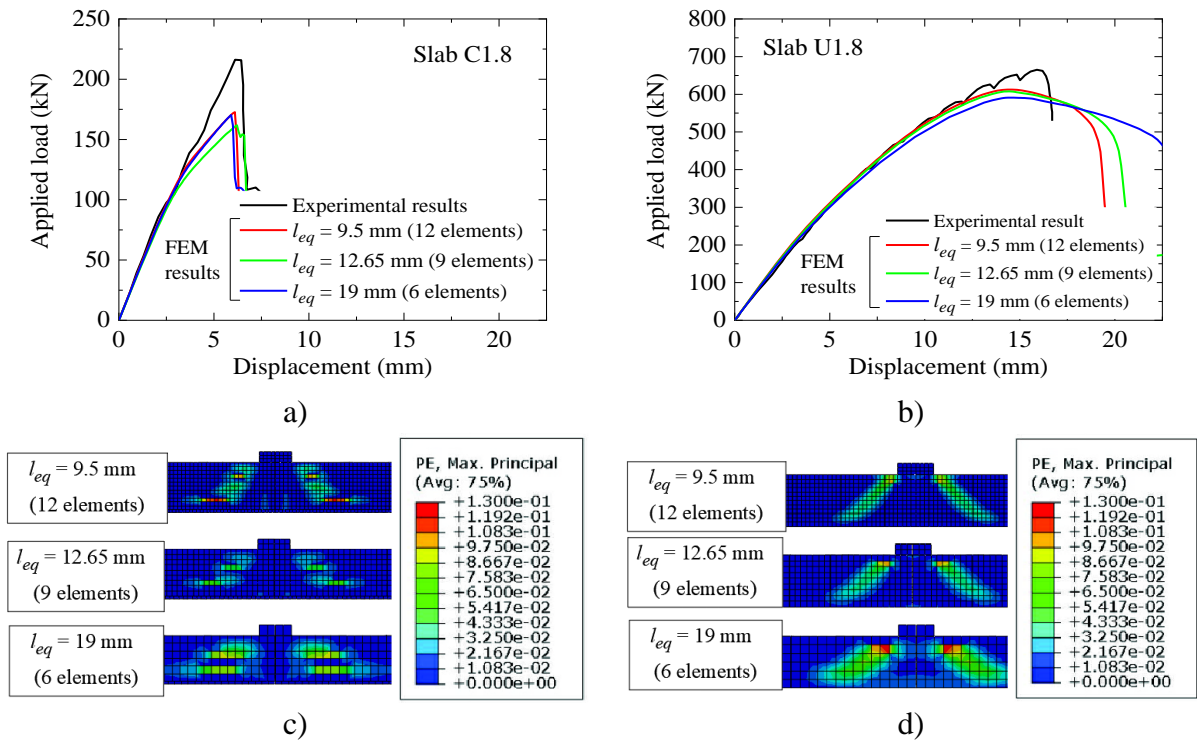 250
200
150
100
50
0
Applied load (kN)
Slab C1.8
Experimental results
FEM
results
l_eq = 9.5 mm (12 elements)
l_eq = 12.65 mm (9 elements)
l_eq = 19 mm (6 elements)
0 5 10 15 20
Displacement (mm)
a)
800
700
600
500
400
300
200
100
0
Applied load (kN)
Slab U1.8
Experimental result
FEM
results
l_eq = 9.5 mm (12 elements)
l_eq = 12.65 mm (9 elements)
l_eq = 19 mm (6 elements)
0 5 10 15 20
Displacement (mm)
b)
l_eq = 9.5 mm
(12 elements)
l_eq = 12.65 mm
(9 elements)
l_eq = 19 mm
(6 elements)
PE, Max. Principal
(Avg: 75%)
+1.300e-01
+1.192e-01
+1.083e-01
+9.750e-02
+8.667e-02
+7.583e-02
+6.500e-02
+5.417e-02
+4.333e-02
+3.250e-02
+2.167e-02
+1.083e-02
+0.000e+00
c)
l_eq = 9.5 mm
(12 elements)
l_eq = 12.65 mm
(9 elements)
l_eq = 19 mm
(6 elements)
PE, Max. Principal
(Avg: 75%)
+1.300e-01
+1.192e-01
+1.083e-01
+9.750e-02
+8.667e-02
+7.583e-02
+6.500e-02
+5.417e-02
+4.333e-02
+3.250e-02
+2.167e-02
+1.083e-02
+0.000e+00
d)